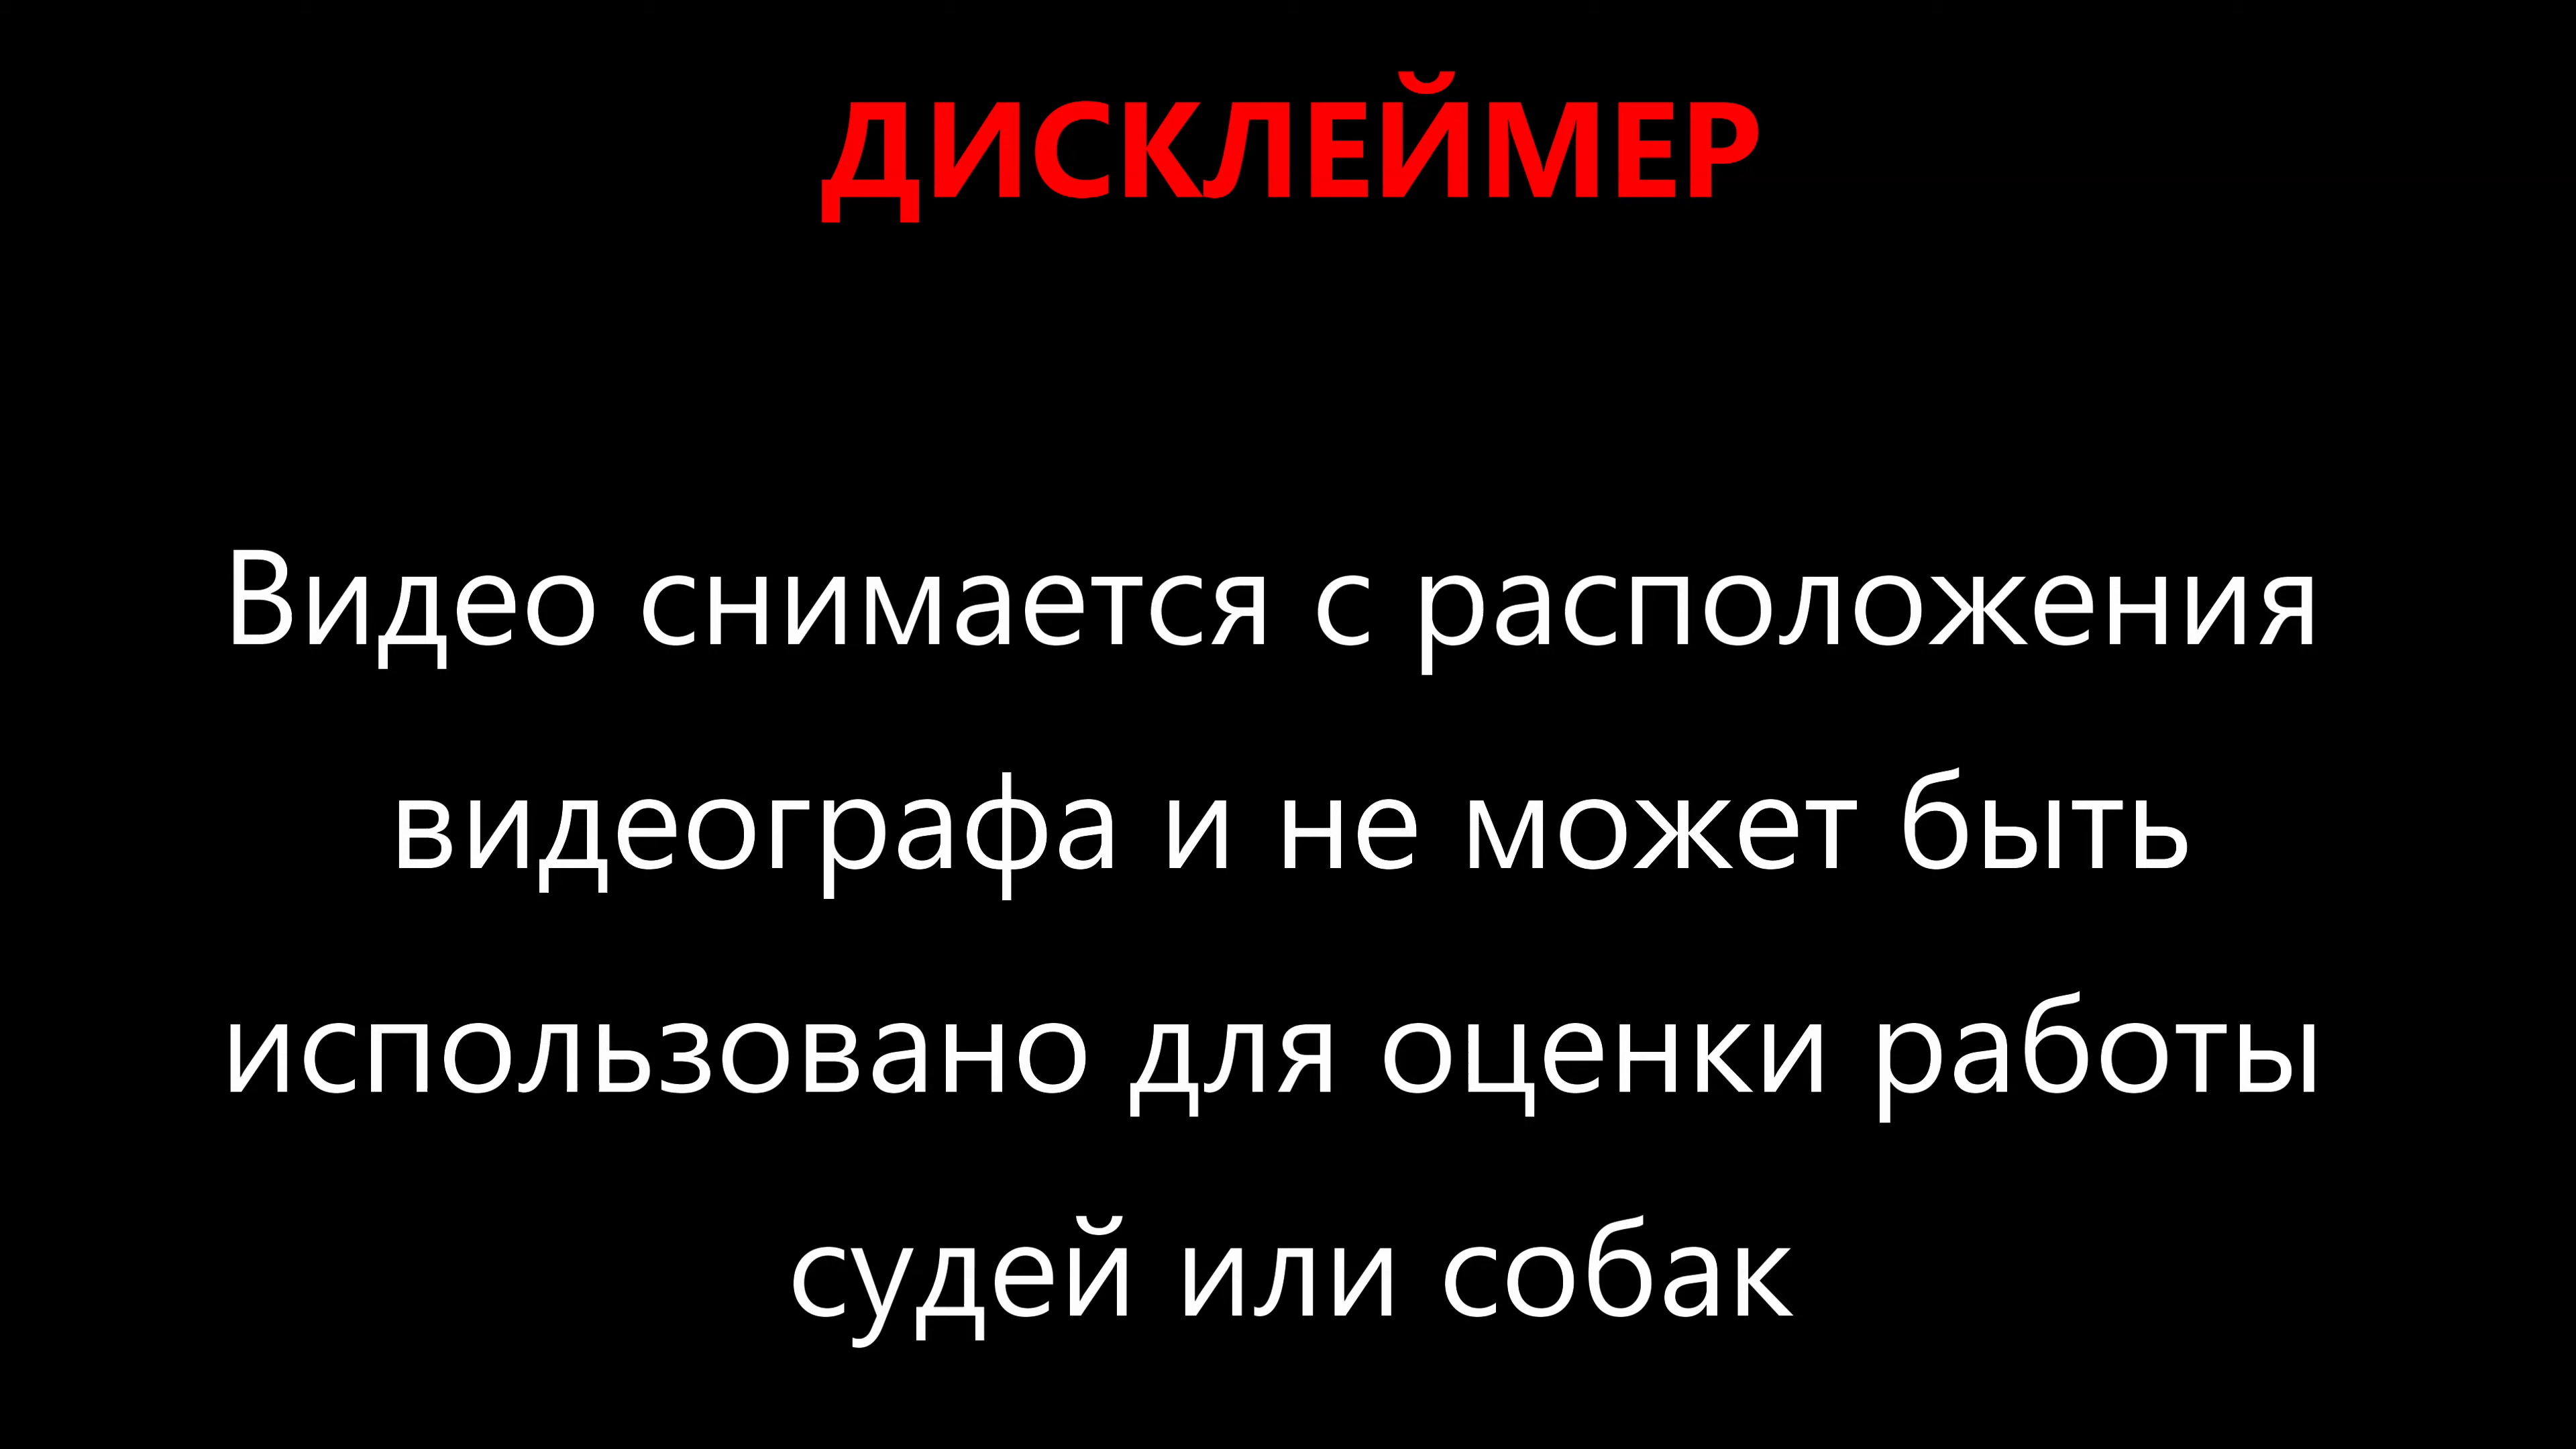 ДИСКЛЕЙМЕР
Видео снимается с расположения
видеографа и не может быть
использовано для оценки работы
судей или собак